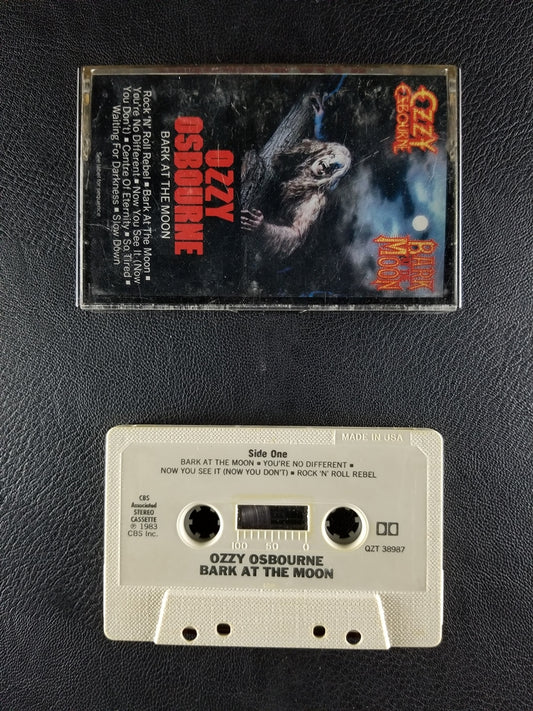 OZZY
OSBOURNE
BARK
AT THE
MOON
OZZY
OSBOURNE
BARK AT THE MOON
Rock 'N' Roll Rebel ■ Bark At The Moon ■
You're No Different ■ Now You See It (Now
You Don't) ■ Centre Of Eternity ■ So Tired ■
Waiting For Darkness ■ Slow Down
See label for sequence
MADE IN USA
Side One
BARK AT THE MOON ■ YOU'RE NO DIFFERENT ■
NOW YOU SEE IT (NOW YOU DON'T) ■ ROCK 'N' ROLL REBEL
CBS
Associated
STEREO
CASSETTE
℗ 1983
CBS Inc.
100 50 0
QZT 38987
OZZY OSBOURNE
BARK AT THE MOON